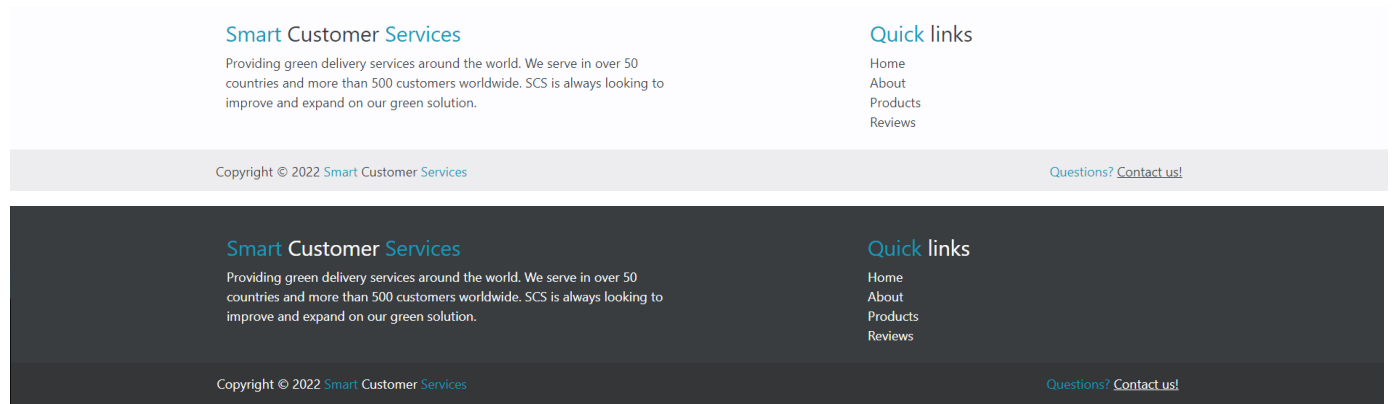 Smart Customer Services
Providing green delivery services around the world. We serve in over 50
countries and more than 500 customers worldwide. SCS is always looking to
improve and expand on our green solution.
Quick links
Home
About
Products
Reviews
Copyright © 2022 Smart Customer Services
Questions? Contact us!
Smart Customer Services
Providing green delivery services around the world. We serve in over 50
countries and more than 500 customers worldwide. SCS is always looking to
improve and expand on our green solution.
Quick links
Home
About
Products
Reviews
Copyright © 2022 Smart Customer Services
Questions? Contact us!